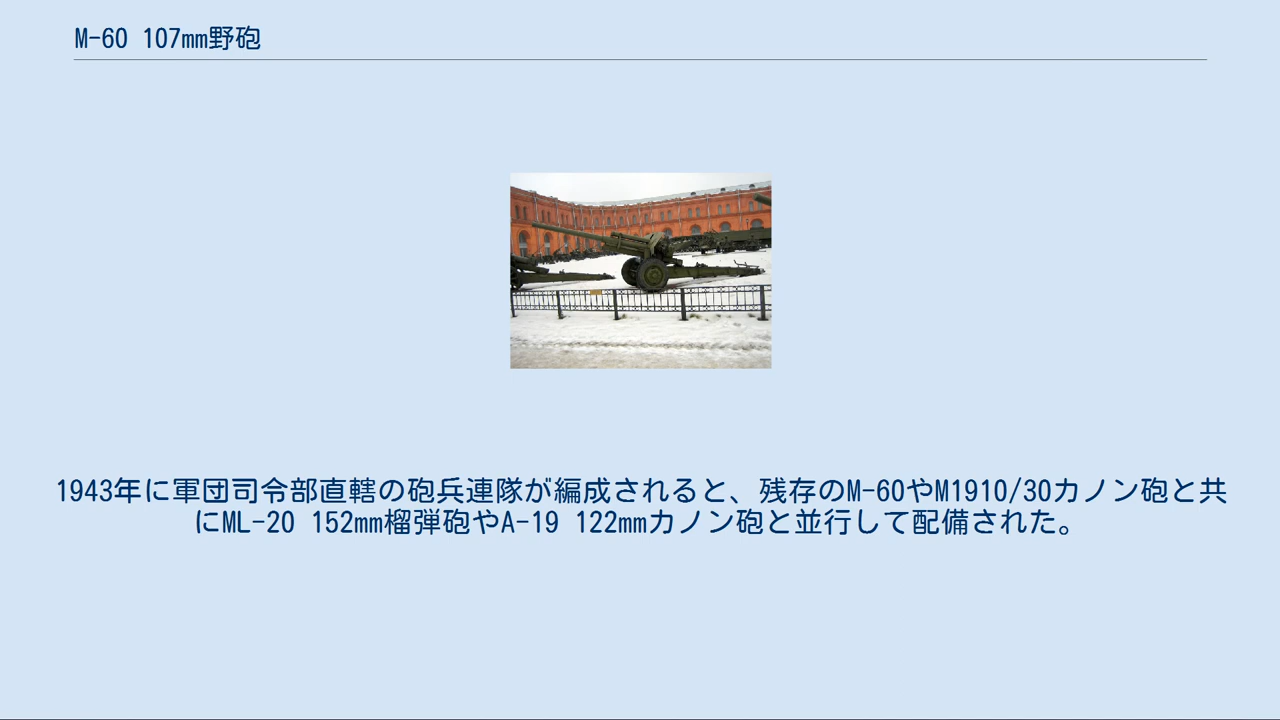 M-60 107mm野砲
1943年に軍団司令部直轄の砲兵連隊が編成されると、残存のM-60やM1910/30カノン砲と共
にML-20 152mm榴弾砲やA-19 122mmカノン砲と並行して配備された。